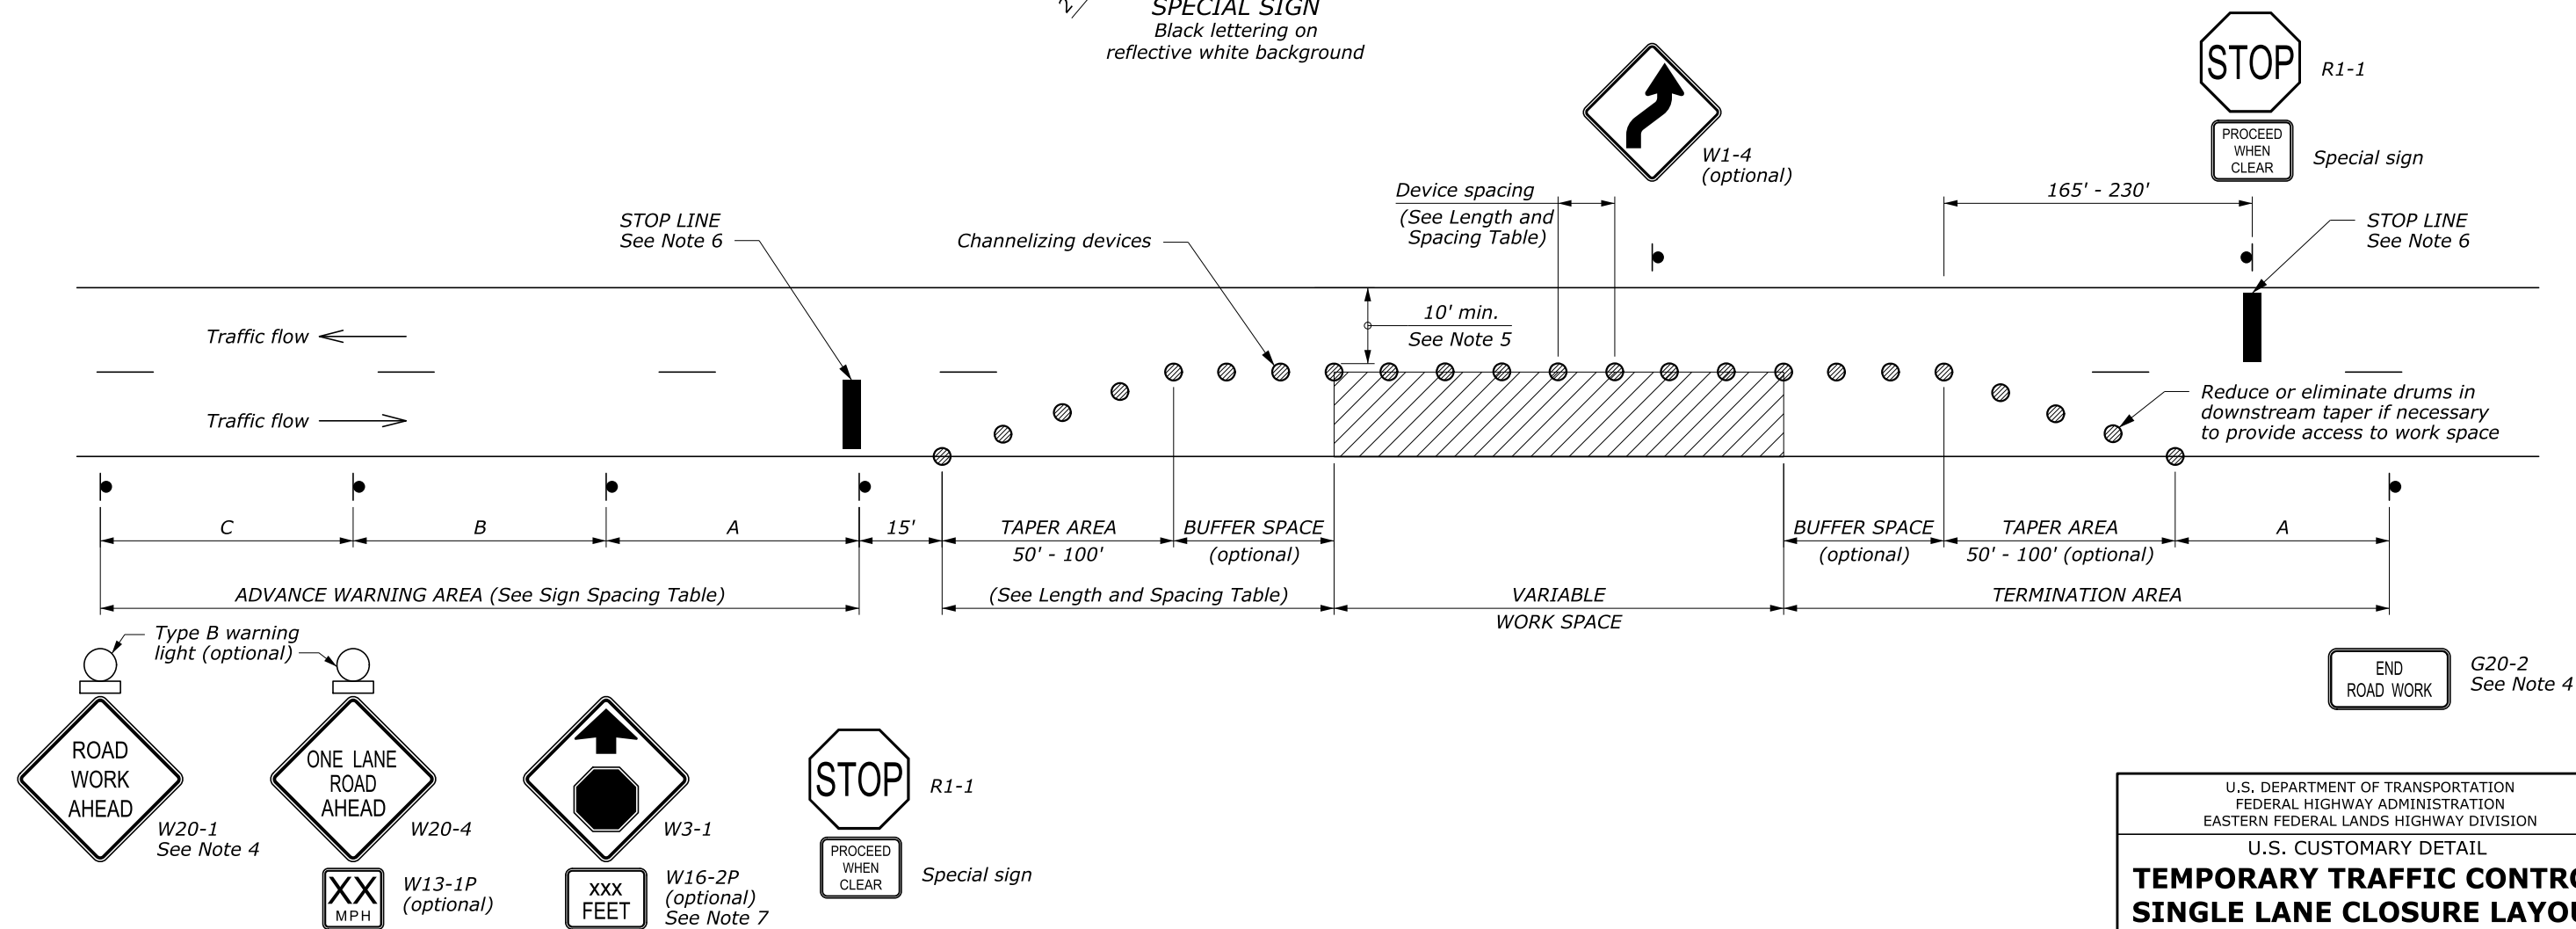 SPECIAL SIGN
Black lettering on
reflective white background
STOP
R1-1
PROCEED
WHEN
CLEAR
Special sign
W1-4
(optional)
Device spacing
(See Length and
Spacing Table)
165' - 230'
STOP LINE
See Note 6
Channelizing devices
STOP LINE
See Note 6
10' min.
See Note 5
Traffic flow
Traffic flow
Reduce or eliminate drums in
downstream taper if necessary
to provide access to work space
C
B
A
15'
TAPER AREA
50' - 100'
BUFFER SPACE
(optional)
BUFFER SPACE
(optional)
TAPER AREA
50' - 100' (optional)
A
ADVANCE WARNING AREA (See Sign Spacing Table)
(See Length and Spacing Table)
VARIABLE
WORK SPACE
TERMINATION AREA
Type B warning
light (optional)
ROAD
WORK
AHEAD
W20-1
See Note 4
ONE LANE
ROAD
AHEAD
W20-4
XX
MPH
W13-1P
(optional)
W3-1
XXX
FEET
W16-2P
(optional)
See Note 7
STOP
R1-1
PROCEED
WHEN
CLEAR
Special sign
END
ROAD WORK
G20-2
See Note 4
U.S. DEPARTMENT OF TRANSPORTATION
FEDERAL HIGHWAY ADMINISTRATION
EASTERN FEDERAL LANDS HIGHWAY DIVISION
U.S. CUSTOMARY DETAIL
TEMPORARY TRAFFIC CONTRO
SINGLE LANE CLOSURE LAYOU